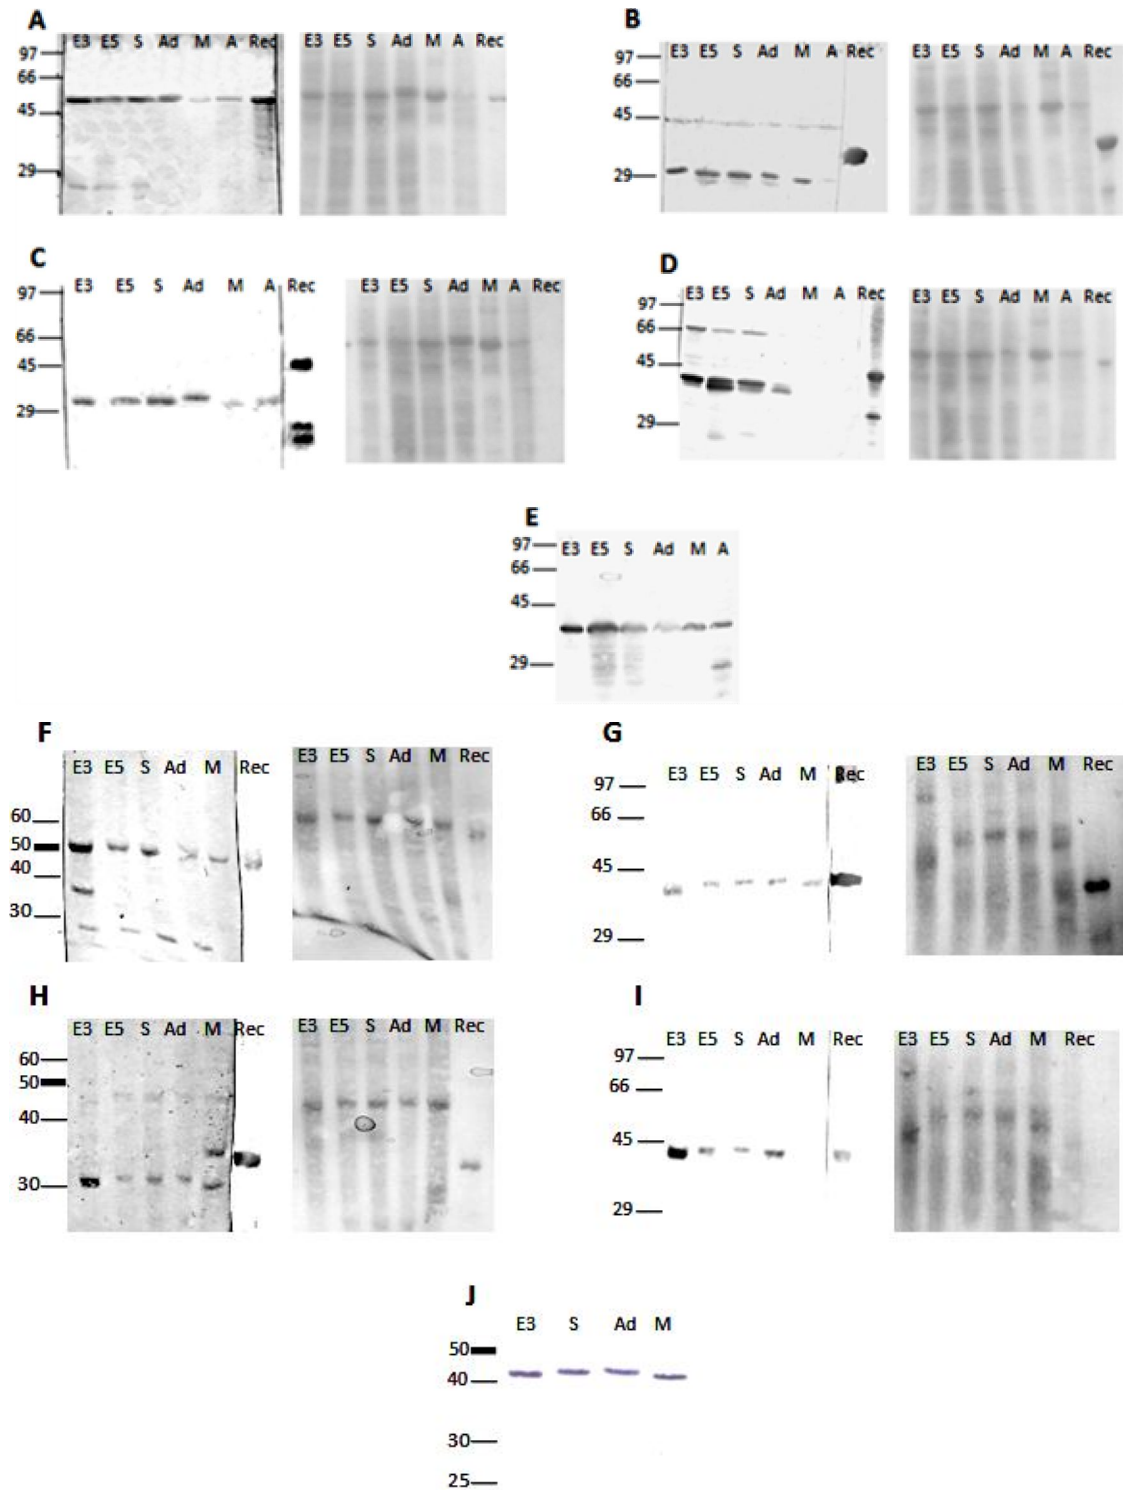 A
E3 E5 S Ad M A Rec
97
66
45
29
E3 E5 S Ad M A Rec
B
E3 E5 S Ad M A Rec
97
66
45
29
E3 E5 S Ad M A Rec
C
E3 E5 S Ad M A Rec
97
66
45
29
E3 E5 S Ad M A Rec
D
E3 E5 S Ad M A Rec
97
66
45
29
E3 E5 S Ad M A Rec
E
E3 E5 S Ad M A
97
66
45
29
F
E3 E5 S Ad M Rec
60
50
40
30
E3 E5 S Ad M Rec
G
E3 E5 S Ad M Rec
97
66
45
29
E3 E5 S Ad M Rec
H
E3 E5 S Ad M Rec
60
50
40
30
E3 E5 S Ad M Rec
I
E3 E5 S Ad M Rec
97
66
45
29
E3 E5 S Ad M Rec
J
E3 S Ad M
50
40
30
25